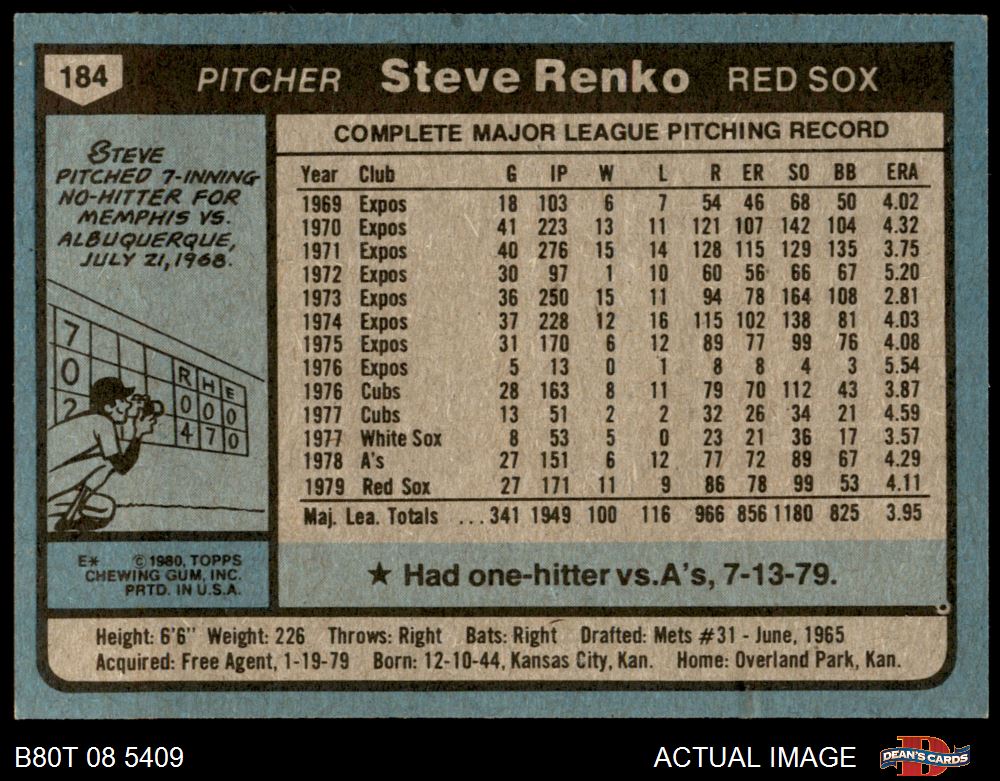 184 PITCHER Steve Renko RED SOX
STEVE
PITCHED 7-INNING
NO-HITTER FOR
MEMPHIS VS.
ALBUQUERQUE,
JULY 21, 1968.
7
0
2
R H E
0 0 0
4 7 0
COMPLETE MAJOR LEAGUE PITCHING RECORD
Year Club G IP W L R ER SO BB ERA
1969 Expos 18 103 6 7 54 46 68 50 4.02
1970 Expos 41 223 13 11 121 107 142 104 4.32
1971 Expos 40 276 15 14 128 115 129 135 3.75
1972 Expos 30 97 1 10 60 56 66 67 5.20
1973 Expos 36 250 15 11 94 78 164 108 2.81
1974 Expos 37 228 12 16 115 102 138 81 4.03
1975 Expos 31 170 6 12 89 77 99 76 4.08
1976 Expos 5 13 0 1 8 8 4 3 5.54
1976 Cubs 28 163 8 11 79 70 112 43 3.87
1977 Cubs 13 51 2 2 32 26 34 21 4.59
1977 White Sox 8 53 5 0 23 21 36 17 3.57
1978 A's 27 151 6 12 77 72 89 67 4.29
1979 Red Sox 27 171 11 9 86 78 99 53 4.11
Maj. Lea. Totals ...341 1949 100 116 966 856 1180 825 3.95
E* © 1980, TOPPS
CHEWING GUM, INC.
PRTD. IN U.S.A.
★ Had one-hitter vs. A's, 7-13-79.
Height: 6'6" Weight: 226 Throws: Right Bats: Right Drafted: Mets #31 - June, 1965
Acquired: Free Agent, 1-19-79 Born: 12-10-44, Kansas City, Kan. Home: Overland Park, Kan.
B80T 08 5409 ACTUAL IMAGE D DEAN'S CARDS